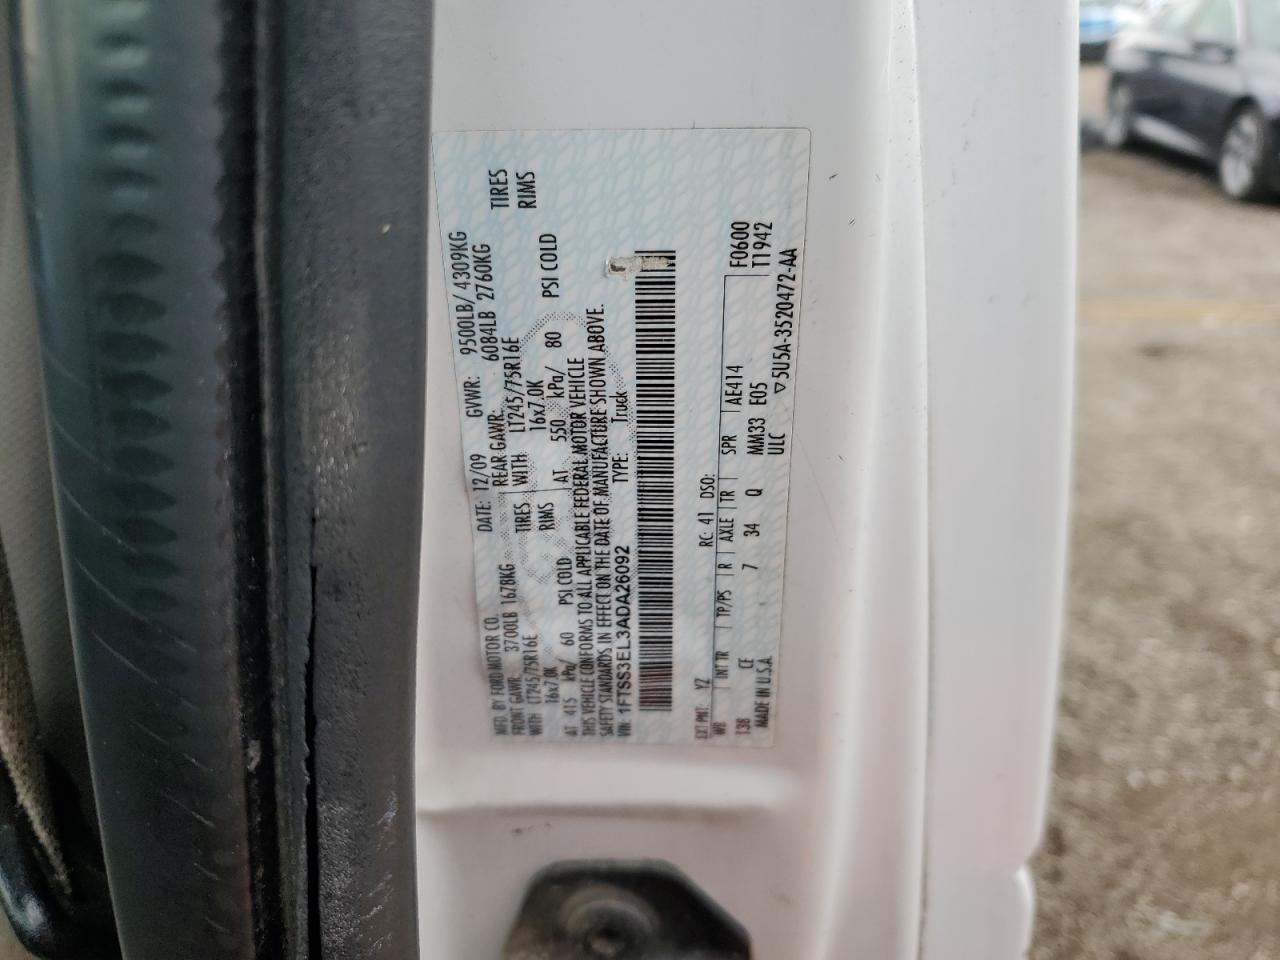 MFD. BY FORD MOTOR CO.
DATE: 12/09 GVWR: 9500LB/ 4309KG
FRONT GAWR: 3700LB 1678KG REAR GAWR: 6084LB 2760KG
WITH LT245/75R16E TIRES WITH LT245/75R16E TIRES
16x7.0K RIMS 16x7.0K RIMS
AT 415 kPa/ 60 PSI COLD AT 550 kPa/ 80 PSI COLD
THIS VEHICLE CONFORMS TO ALL APPLICABLE FEDERAL MOTOR VEHICLE
SAFETY STANDARDS IN EFFECT ON THE DATE OF MANUFACTURE SHOWN ABOVE.
VIN: 1FTSS3EL3ADA26092 TYPE: Truck
EXT PNT: YZ RC: 41 DSO:
WB INT TR TP/PS R AXLE TR SPR AE414 F0600
138 CE 7 34 Q MM33 E05 T1942
MADE IN U.S.A. ULC ▽5U5A-3520472-AA